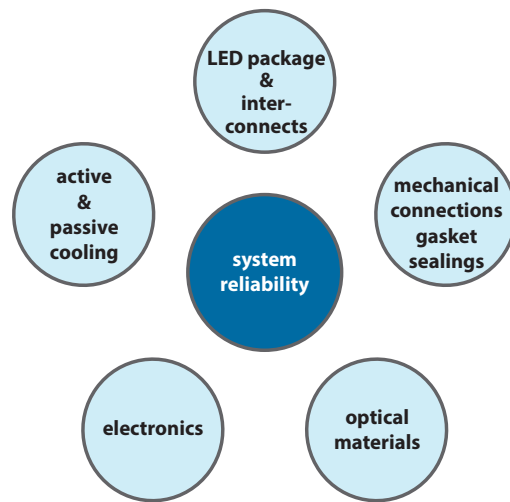 LED package
&
inter-
connects
active
&
passive
cooling
mechanical
connections
gasket
sealings
system
reliability
electronics
optical
materials